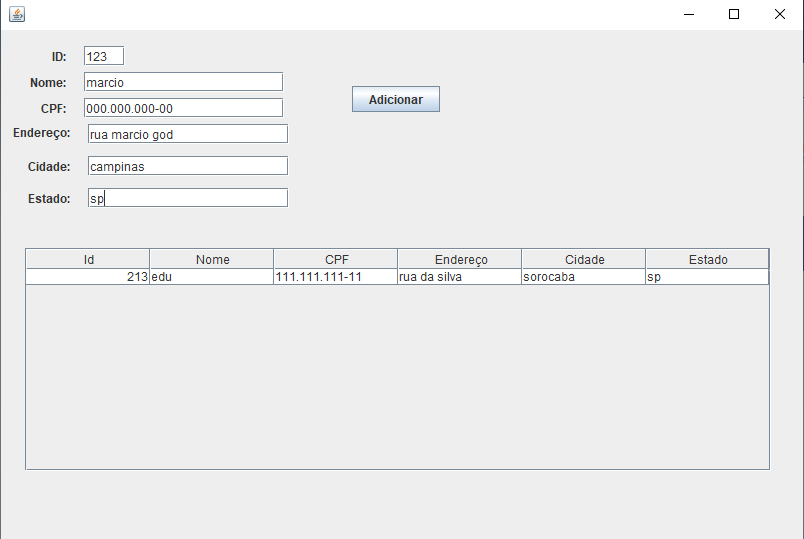 ID: 123
Nome: marcio
Adicionar
CPF: 000.000.000-00
Endereço: rua marcio god
Cidade: campinas
Estado: sp
Id Nome CPF Endereço Cidade Estado
213 edu 111.111.111-11 rua da silva sorocaba sp